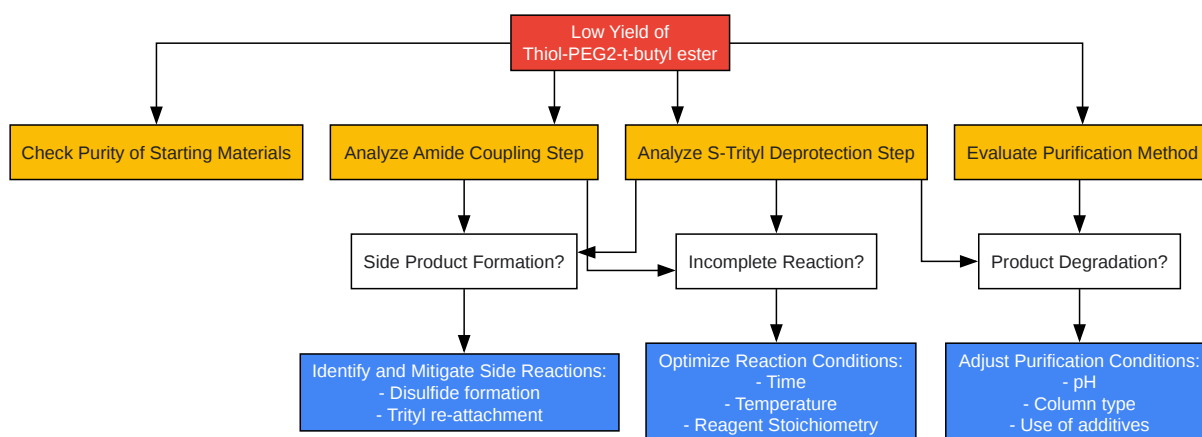 Low Yield of
Thiol-PEG2-t-butyl ester
Check Purity of Starting Materials
Analyze Amide Coupling Step
Analyze S-Trityl Deprotection Step
Evaluate Purification Method
Side Product Formation?
Incomplete Reaction?
Product Degradation?
Identify and Mitigate Side Reactions:
- Disulfide formation
- Trityl re-attachment
Optimize Reaction Conditions:
- Time
- Temperature
- Reagent Stoichiometry
Adjust Purification Conditions:
- pH
- Column type
- Use of additives